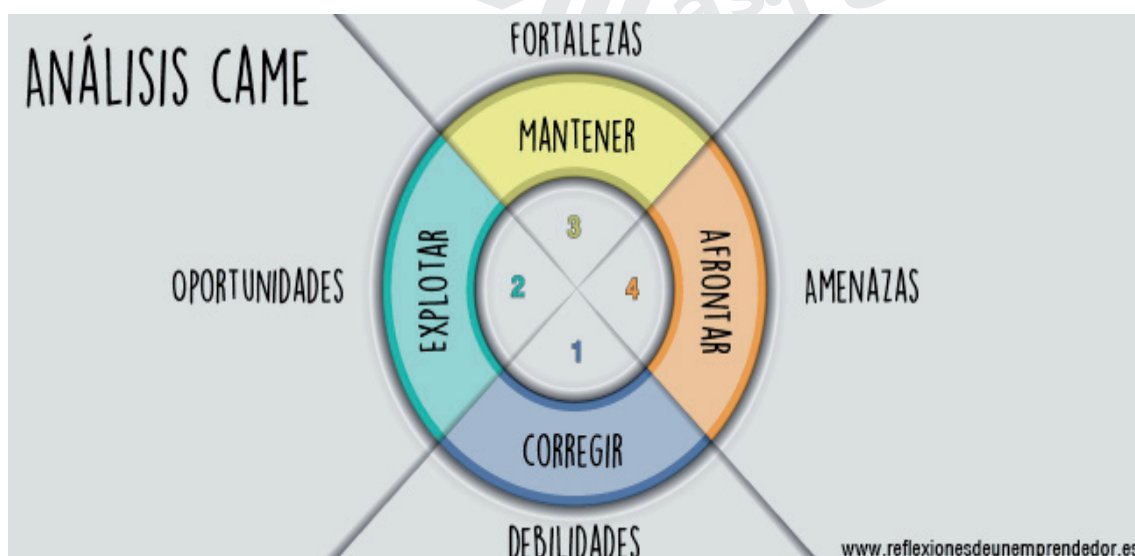 ANÁLISIS CAME
FORTALEZAS
MANTENER
3
OPORTUNIDADES
EXPLOTAR
2
4
AFRONTAR
AMENAZAS
1
CORREGIR
DEBILIDADES
www.reflexionesdeunemprendedor.es